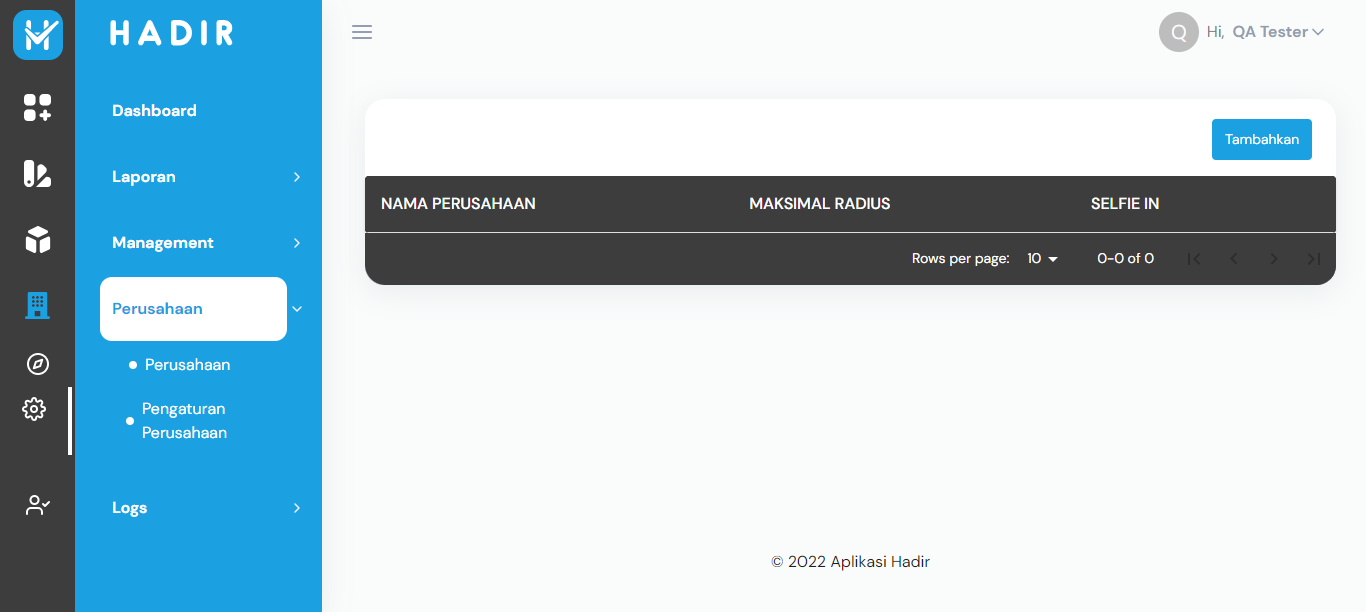 HADIR
Hi, QA Tester
Q
Dashboard
Laporan
Management
Perusahaan
Perusahaan
Pengaturan
Perusahaan
Logs
Tambahkan
NAMA PERUSAHAAN MAKSIMAL RADIUS SELFIE IN
Rows per page: 10 0-0 of 0
© 2022 Aplikasi Hadir